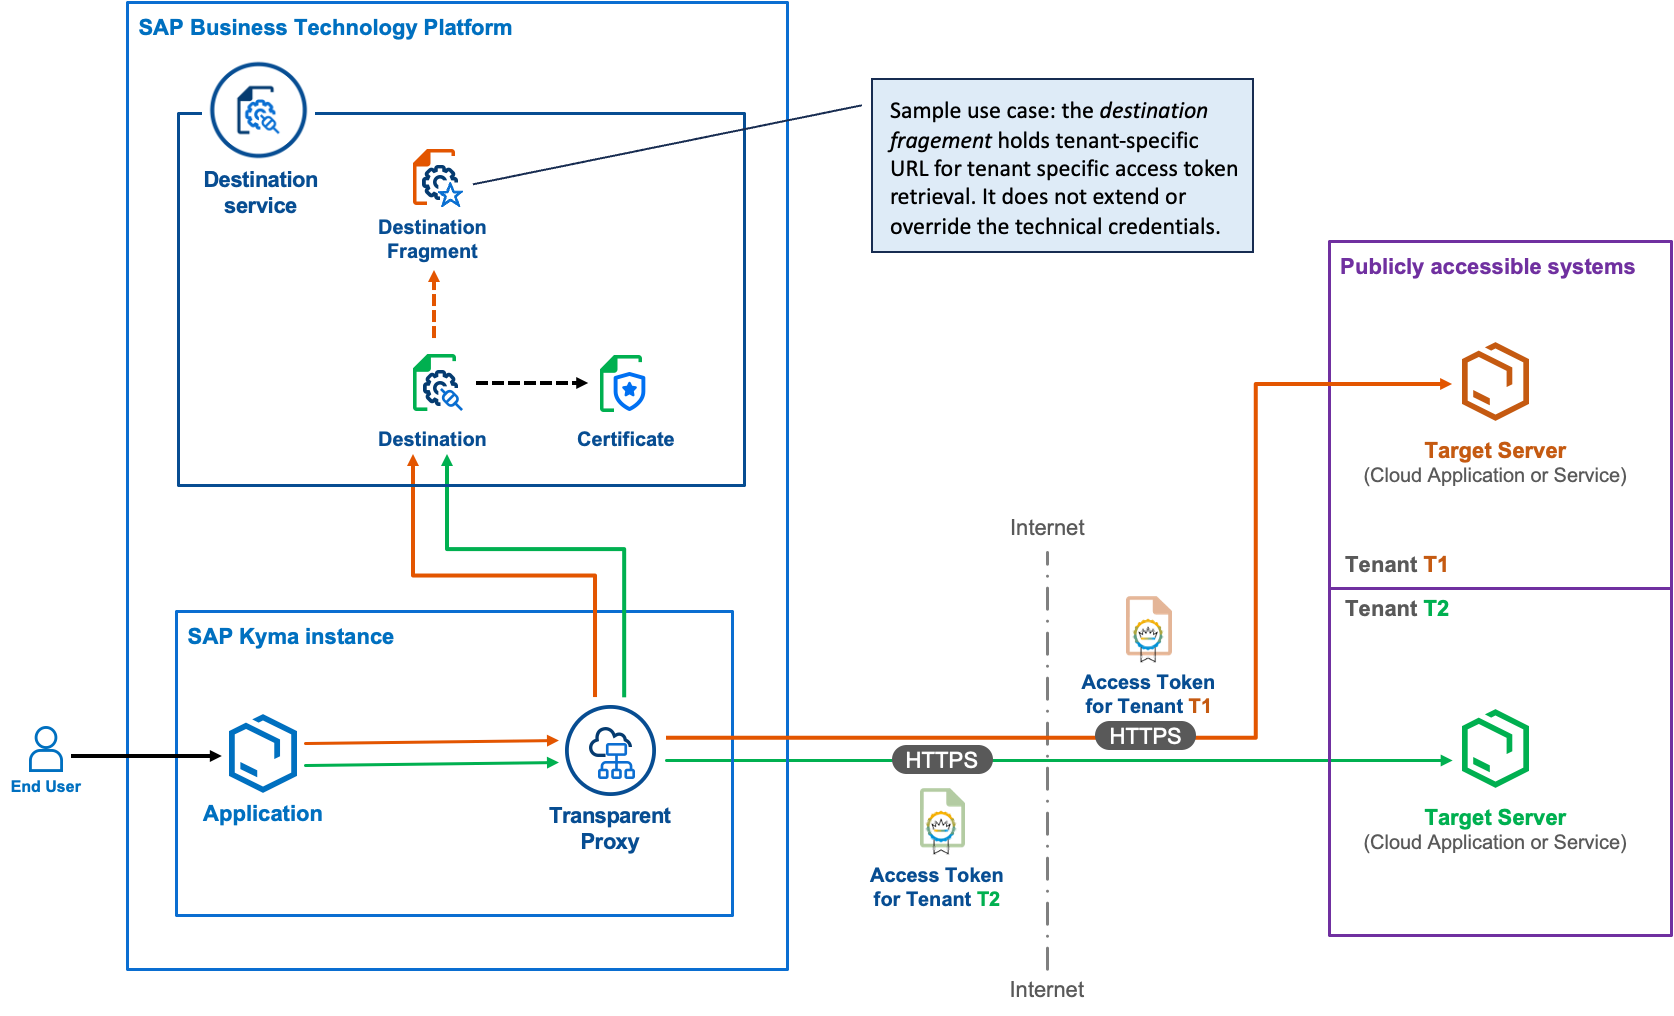 SAP Business Technology Platform
Destination
service
Destination
Fragment
Sample use case: the destination
fragement holds tenant-specific
URL for tenant specific access token
retrieval. It does not extend or
override the technical credentials.
Destination
Certificate
Publicly accessible systems
Target Server
(Cloud Application or Service)
Tenant T1
Tenant T2
Target Server
(Cloud Application or Service)
Internet
Access Token
for Tenant T1
HTTPS
HTTPS
Access Token
for Tenant T2
Internet
SAP Kyma instance
End User
Application
Transparent
Proxy